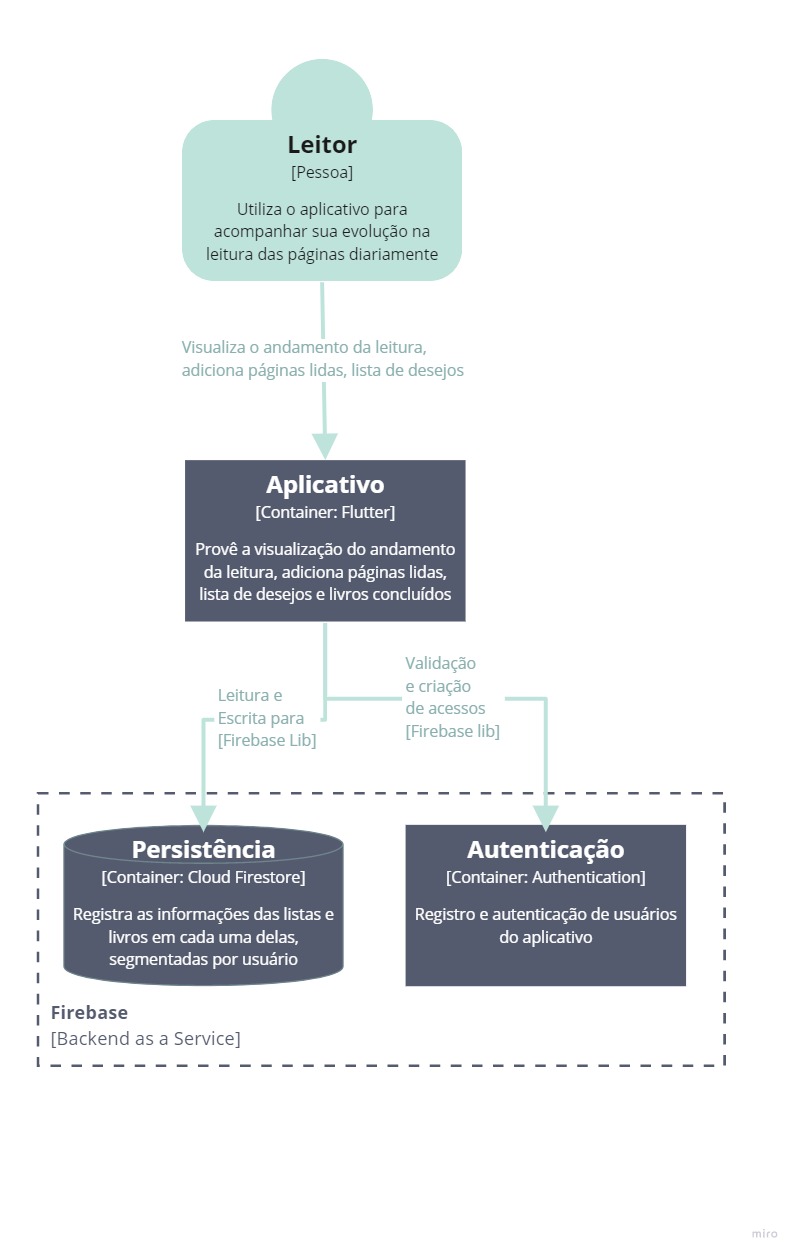 Leitor
[Pessoa]
Utiliza o aplicativo para
acompanhar sua evolução na
leitura das páginas diariamente
Visualiza o andamento da leitura,
adiciona páginas lidas, lista de desejos
Aplicativo
[Container: Flutter]
Provê a visualização do andamento
da leitura, adiciona páginas lidas,
lista de desejos e livros concluídos
Leitura e
Escrita para
[Firebase Lib]
Validação
e criação
de acessos
[Firebase lib]
Persistência
[Container: Cloud Firestore]
Registra as informações das listas e
livros em cada uma delas,
segmentadas por usuário
Autenticação
[Container: Authentication]
Registro e autenticação de usuários
do aplicativo
Firebase
[Backend as a Service]
miro